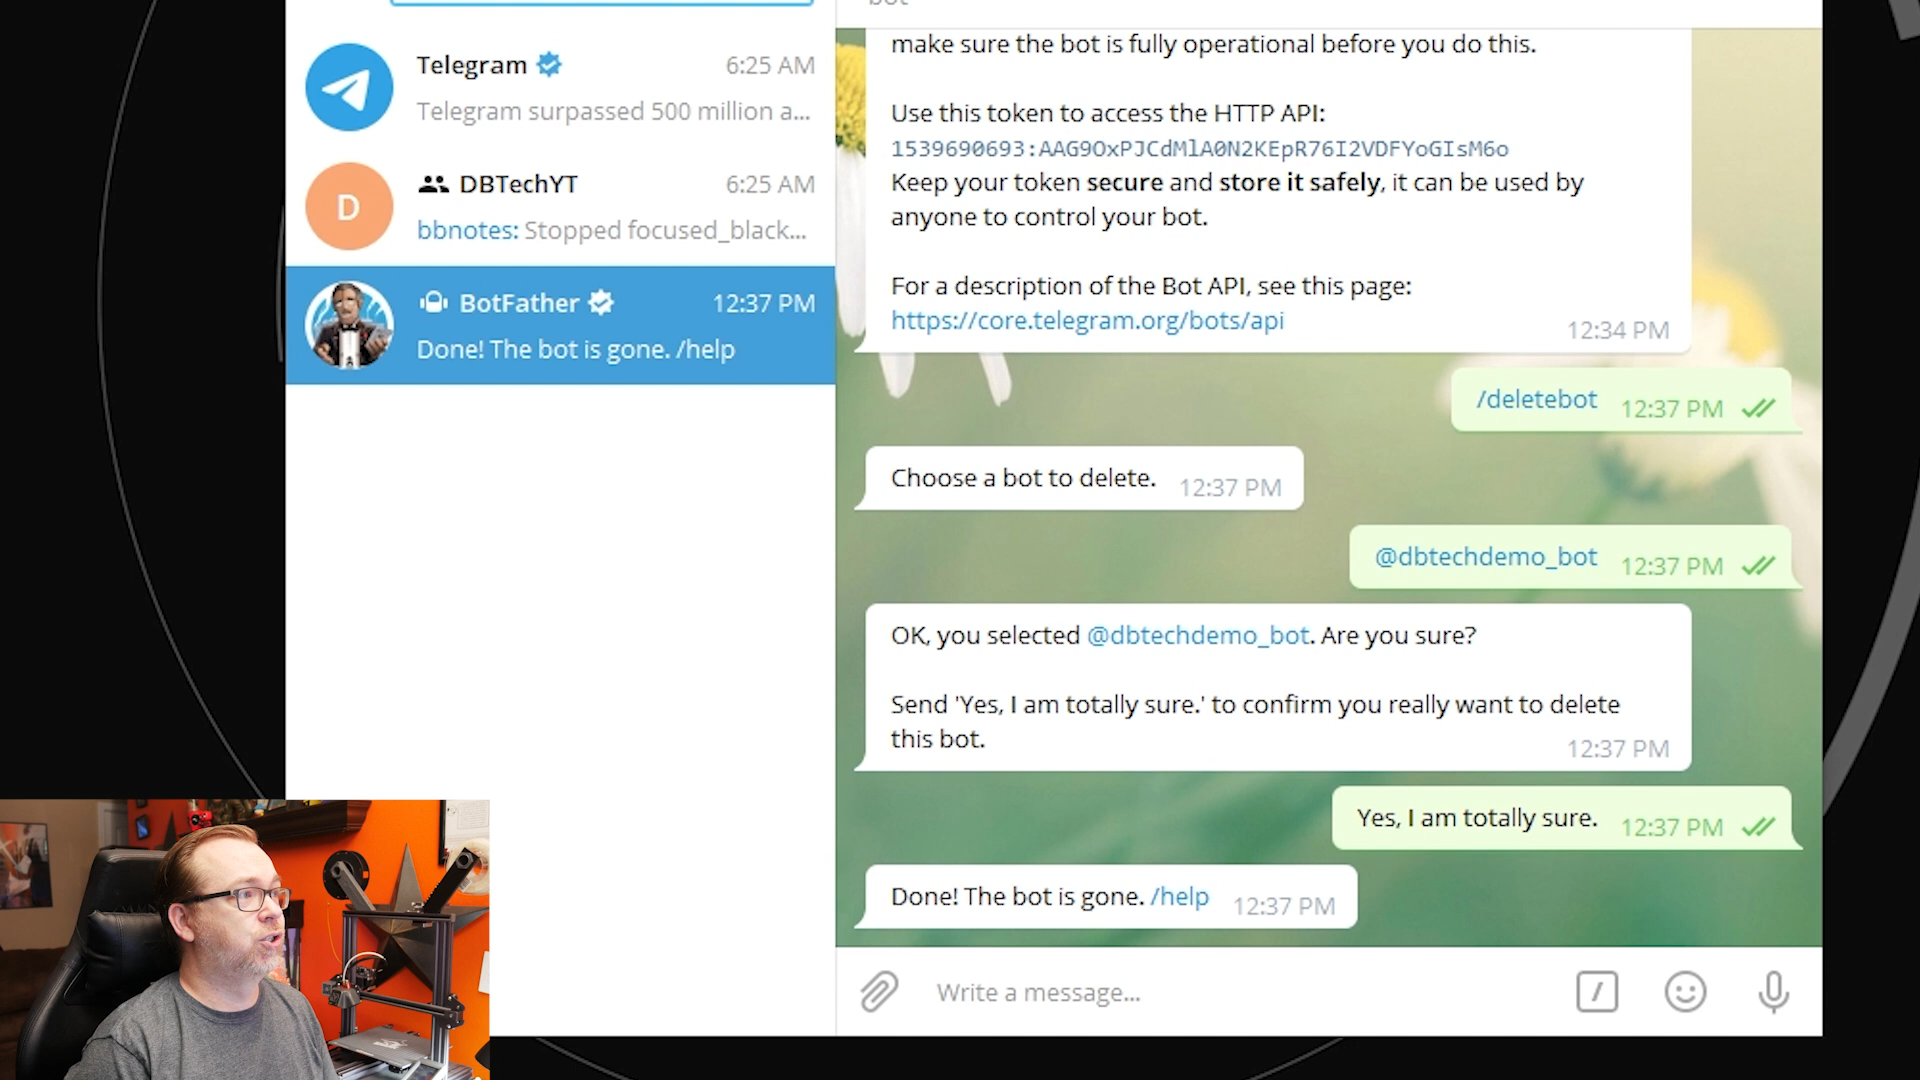 Telegram 6:25 AM
Telegram surpassed 500 million a...
D
DBTechYT 6:25 AM
bbnotes: Stopped focused_black...
BotFather 12:37 PM
Done! The bot is gone. /help
make sure the bot is fully operational before you do this.
Use this token to access the HTTP API:
1539690693:AAG9OxPJCdMlA0N2KEpR76I2VDFYoGIsM6o
Keep your token secure and store it safely, it can be used by
anyone to control your bot.
For a description of the Bot API, see this page:
https://core.telegram.org/bots/api
12:34 PM
/deletebot 12:37 PM
Choose a bot to delete. 12:37 PM
@dbtechdemo_bot 12:37 PM
OK, you selected @dbtechdemo_bot. Are you sure?
Send 'Yes, I am totally sure.' to confirm you really want to delete
this bot.
12:37 PM
Yes, I am totally sure. 12:37 PM
Done! The bot is gone. /help 12:37 PM
Write a message...